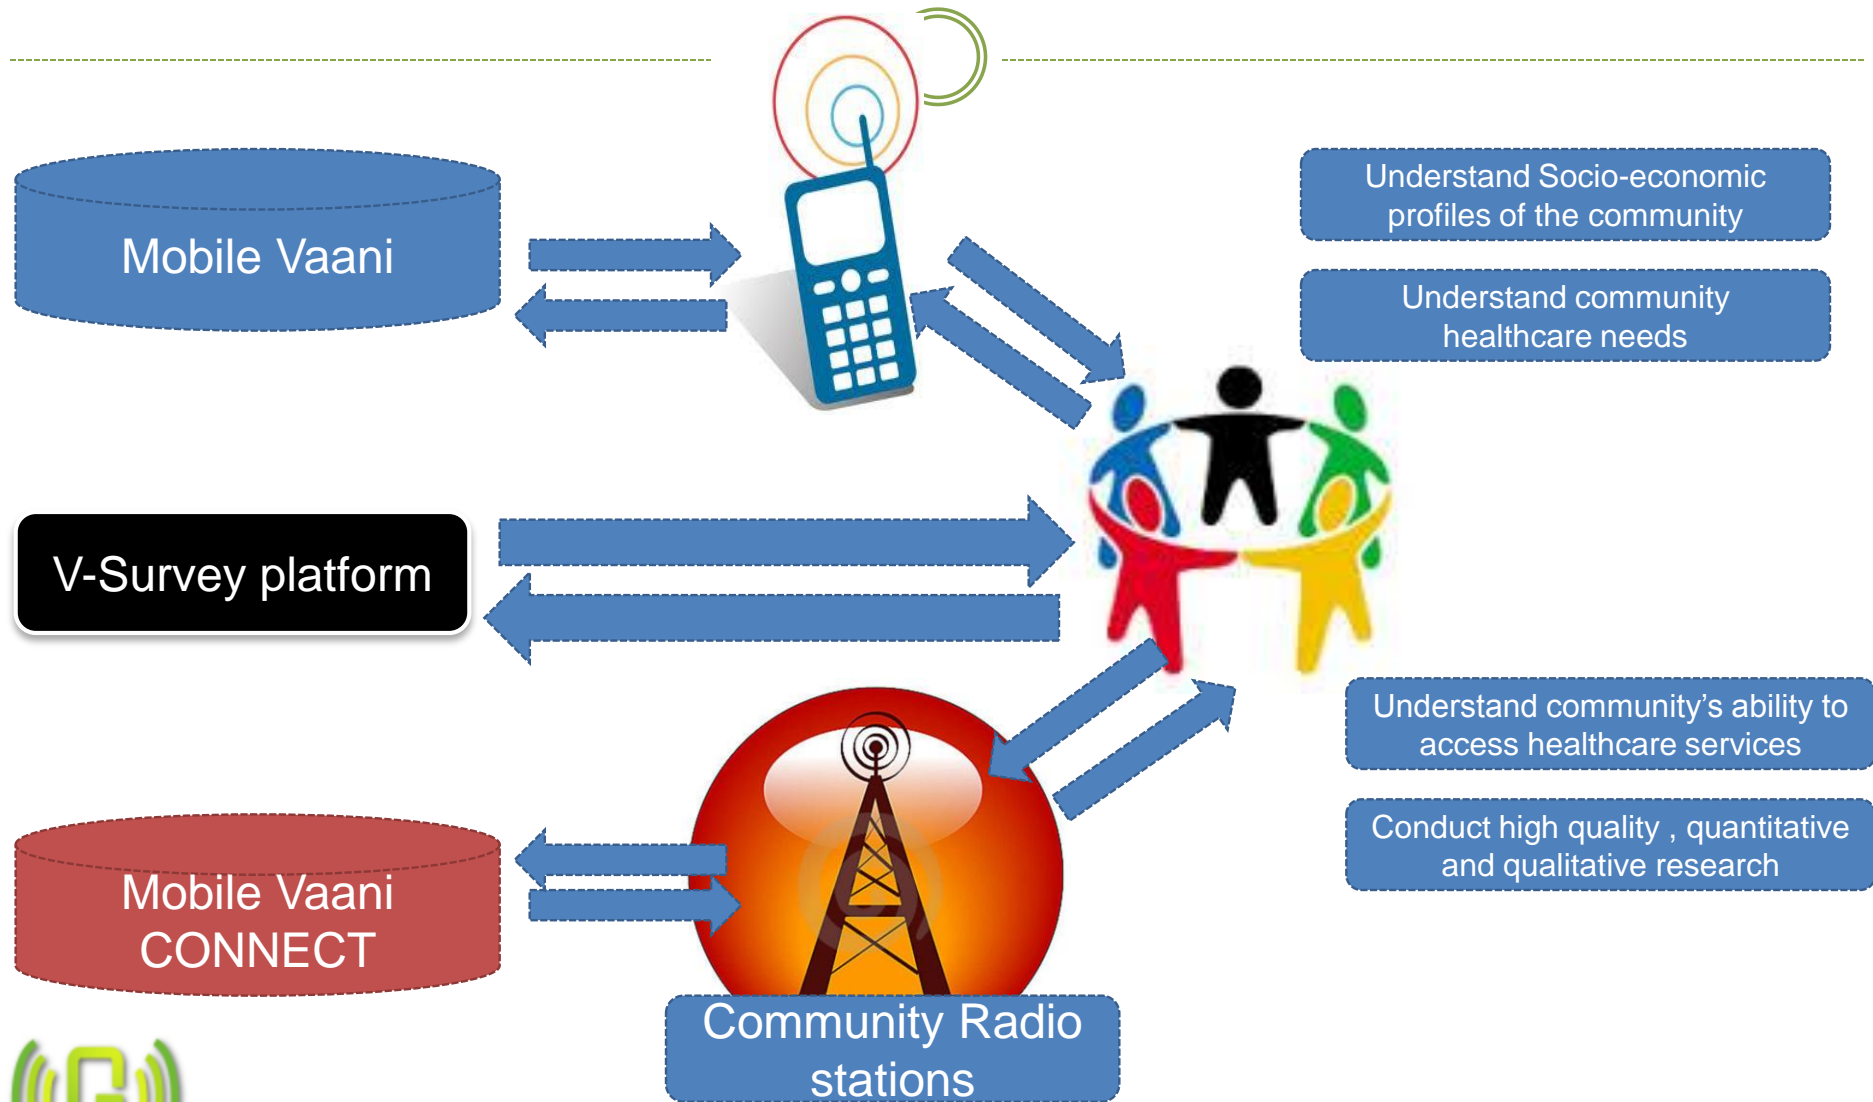 Mobile Vaani
Understand Socio-economic
profiles of the community
Understand community
healthcare needs
V-Survey platform
Understand community’s ability to
access healthcare services
Conduct high quality , quantitative
and qualitative research
Mobile Vaani
CONNECT
Community Radio
stations